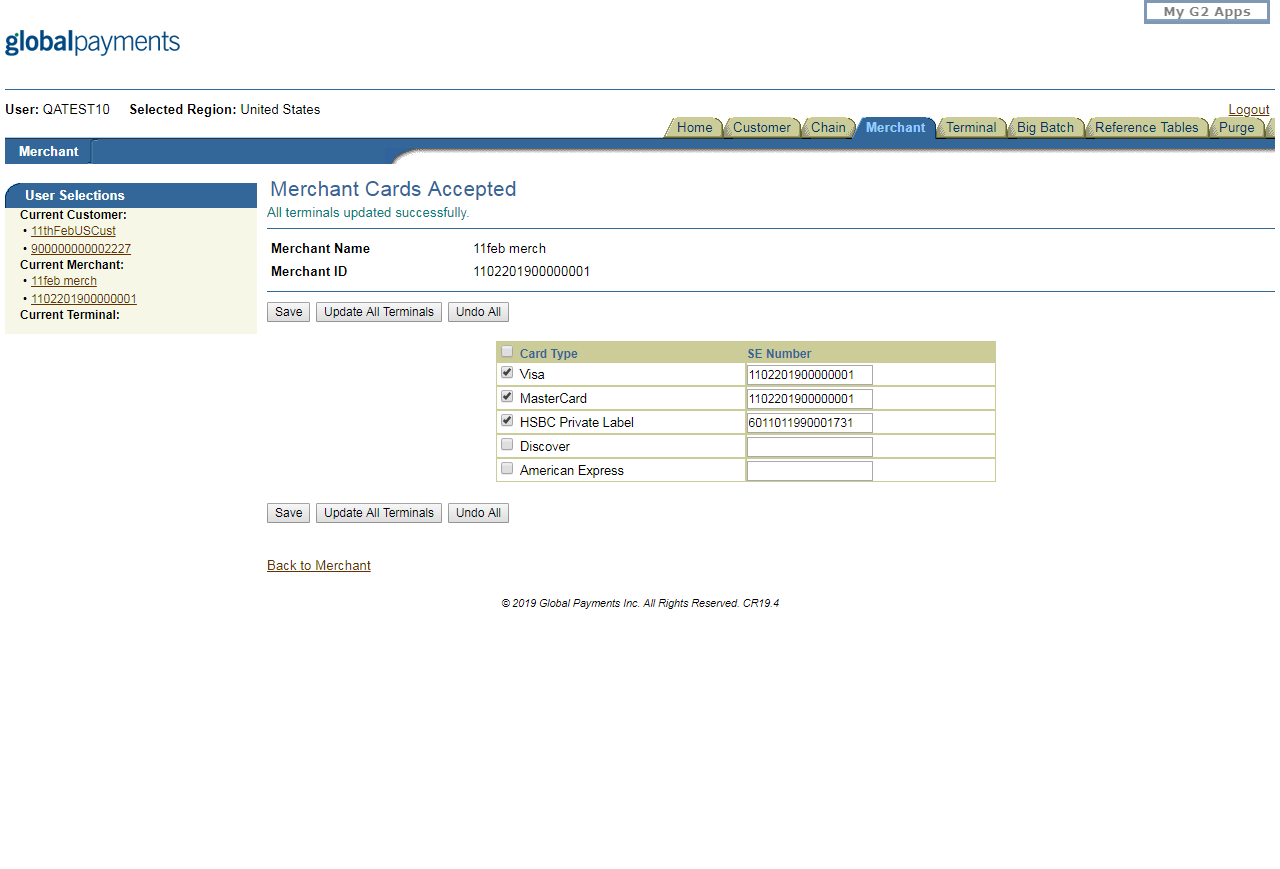 My G2 Apps
globalpayments
User: QATEST10 Selected Region: United States
Logout
Home Customer Chain Merchant Terminal Big Batch Reference Tables Purge
Merchant
User Selections
Current Customer:
• 11thFebUSCust
• 900000000002227
Current Merchant:
• 11feb merch
• 1102201900000001
Current Terminal:
Merchant Cards Accepted
All terminals updated successfully.
Merchant Name 11feb merch
Merchant ID 1102201900000001
Save Update All Terminals Undo All
Card Type SE Number
Visa 1102201900000001
MasterCard 1102201900000001
HSBC Private Label 6011011990001731
Discover
American Express
Save Update All Terminals Undo All
Back to Merchant
© 2019 Global Payments Inc. All Rights Reserved. CR19.4